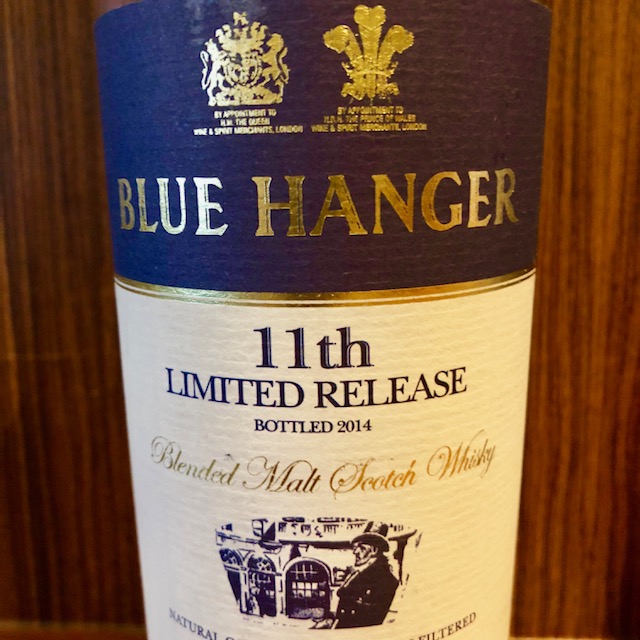 BY APPOINTMENT TO
H.M. THE QUEEN
WINE & SPIRIT MERCHANTS, LONDON
BY APPOINTMENT TO
H.R.H. THE PRINCE OF WALES
WINE & SPIRIT MERCHANTS, LONDON
BLUE HANGER
11th
LIMITED RELEASE
BOTTLED 2014
Blended Malt Scotch Whisky
NATURAL